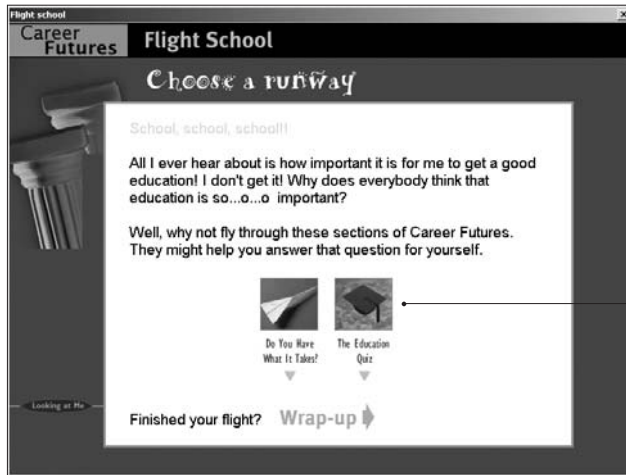 Flight school
Career
Futures
Flight School
Choose a runway
School, school, school!!
All I ever hear about is how important it is for me to get a good
education! I don't get it! Why does everybody think that
education is so...o...o important?
Well, why not fly through these sections of Career Futures.
They might help you answer that question for yourself.
Do You Have
What It Takes?
The Education
Quiz
Looking at Me
Finished your flight? Wrap-up